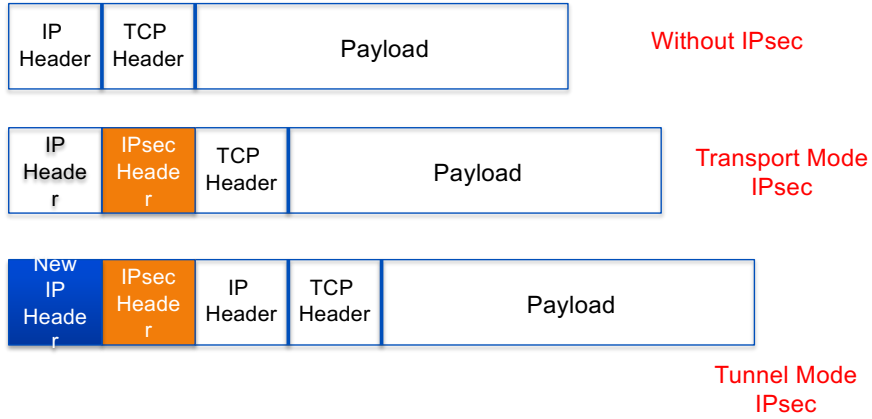 IP
Header
TCP
Header
Payload
Without IPsec
IP
Heade
r
IPsec
Heade
r
TCP
Header
Payload
Transport Mode
IPsec
New
IP
Heade
r
IPsec
Heade
r
IP
Header
TCP
Header
Payload
Tunnel Mode
IPsec